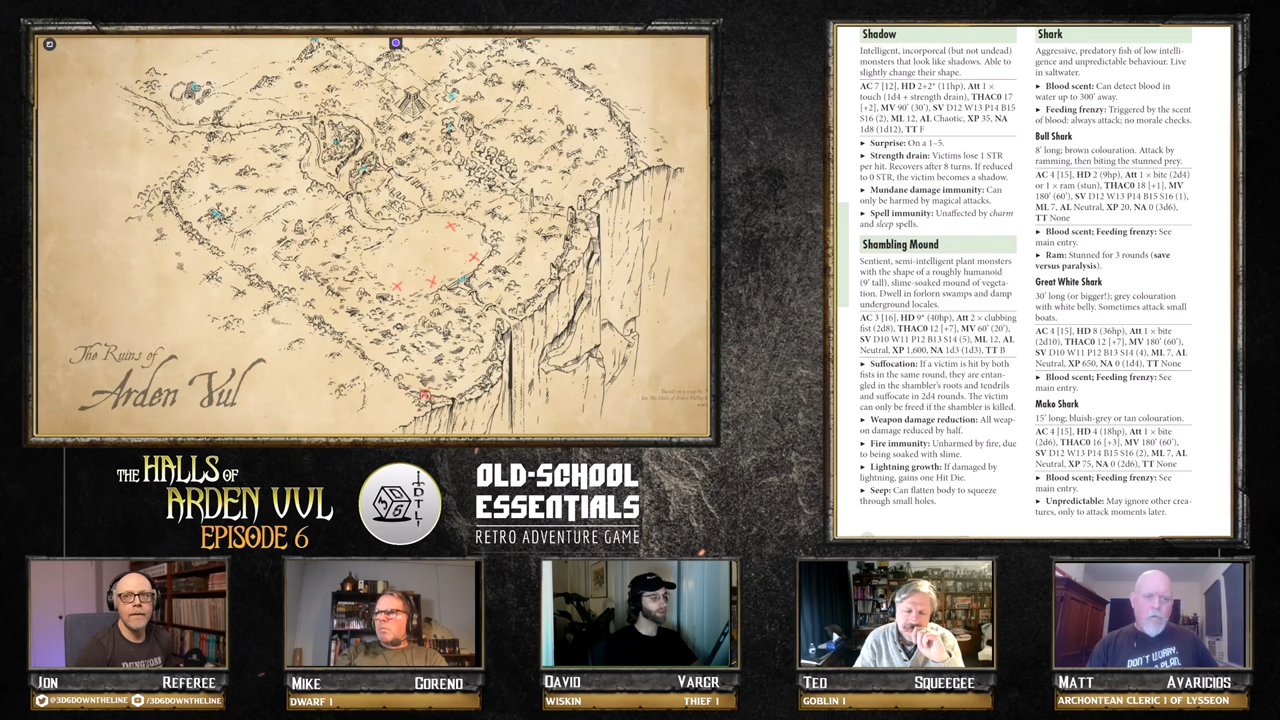 The Ruins of
Arden Vul
Shadow
Intelligent, incorporeal (but not undead)
monsters that look like shadows. Able to
slightly change their shape.
AC 7 [12], HD 2+2* (11hp), Att 1 ×
touch (1d4 + strength drain), THAC0 17
[+2], MV 90’ (30’), SV D12 W13 P14 B15
S16 (2), ML 12, AL Chaotic, XP 35, NA
1d8 (1d12), TT F
► Surprise: On a 1–5.
► Strength drain: Victims lose 1 STR
per hit. Recovers after 8 turns. If reduced
to 0 STR, the victim becomes a shadow.
► Mundane damage immunity: Can
only be harmed by magical attacks.
► Spell immunity: Unaffected by charm
and sleep spells.
Shambling Mound
Sentient, semi-intelligent plant monsters
with the shape of a roughly humanoid
(9’ tall), slime-soaked mound of vegeta-
tion. Dwell in forlorn swamps and damp
underground locales.
AC 3 [16], HD 9* (40hp), Att 2 × clubbing
fist (2d8), THAC0 12 [+7], MV 60’ (20’),
SV D10 W11 P12 B13 S14 (5), ML 12, AL
Neutral, XP 1,600, NA 1d3 (1d3), TT B
► Suffocation: If a victim is hit by both
fists in the same round, they are entan-
gled in the shambler's roots and tendrils
and suffocate in 2d4 rounds. The victim
can only be freed if the shambler is killed.
► Weapon damage reduction: All weap-
on damage reduced by half.
► Fire immunity: Unharmed by fire, due
to being soaked with slime.
► Lightning growth: If damaged by
lightning, gains one Hit Die.
► Seep: Can flatten body to squeeze
through small holes.
Shark
Aggressive, predatory fish of low intelli-
gence and unpredictable behaviour. Live
in saltwater.
► Blood scent: Can detect blood in
water up to 300’ away.
► Feeding frenzy: Triggered by the scent
of blood: always attack; no morale checks.
Bull Shark
8’ long; brown colouration. Attack by
ramming, then biting the stunned prey.
AC 4 [15], HD 2 (9hp), Att 1 × bite (2d4)
or 1 × ram (stun), THAC0 18 [+1], MV
180’ (60’), SV D12 W13 P14 B15 S16 (1),
ML 7, AL Neutral, XP 20, NA 0 (3d6),
TT None
► Blood scent; Feeding frenzy: See
main entry.
► Ram: Stunned for 3 rounds (save
versus paralysis).
Great White Shark
30’ long (or bigger!); grey colouration
with white belly. Sometimes attack small
boats.
AC 4 [15], HD 8 (36hp), Att 1 × bite
(2d10), THAC0 12 [+7], MV 180’ (60’),
SV D10 W11 P12 B13 S14 (4), ML 7, AL
Neutral, XP 650, NA 0 (1d4), TT None
► Blood scent; Feeding frenzy: See
main entry.
Mako Shark
15’ long; bluish-grey or tan colouration.
AC 4 [15], HD 4 (18hp), Att 1 × bite
(2d6), THAC0 16 [+3], MV 180’ (60’),
SV D12 W13 P14 B15 S16 (2), ML 7, AL
Neutral, XP 75, NA 0 (2d6), TT None
► Blood scent; Feeding frenzy: See
main entry.
► Unpredictable: May ignore other crea-
tures, only to attack moments later.
THE HALLS OF
ARDEN VUL
EPISODE 6
3D6
DTL
OLD-SCHOOL
ESSENTIALS
RETRO ADVENTURE GAME
DUNGEONS
DON'T WORRY,
PLAN.
JON REFEREE
@3D6DOWNTHELINE /3D6DOWNTHELINE
MIKE GORENO
DWARF 1
DAVID VARGR
WISKIN THIEF 1
TED SQUEEGEE
GOBLIN 1
MATT AVARICIOS
ARCHONTEAN CLERIC 1 OF LYSSEON